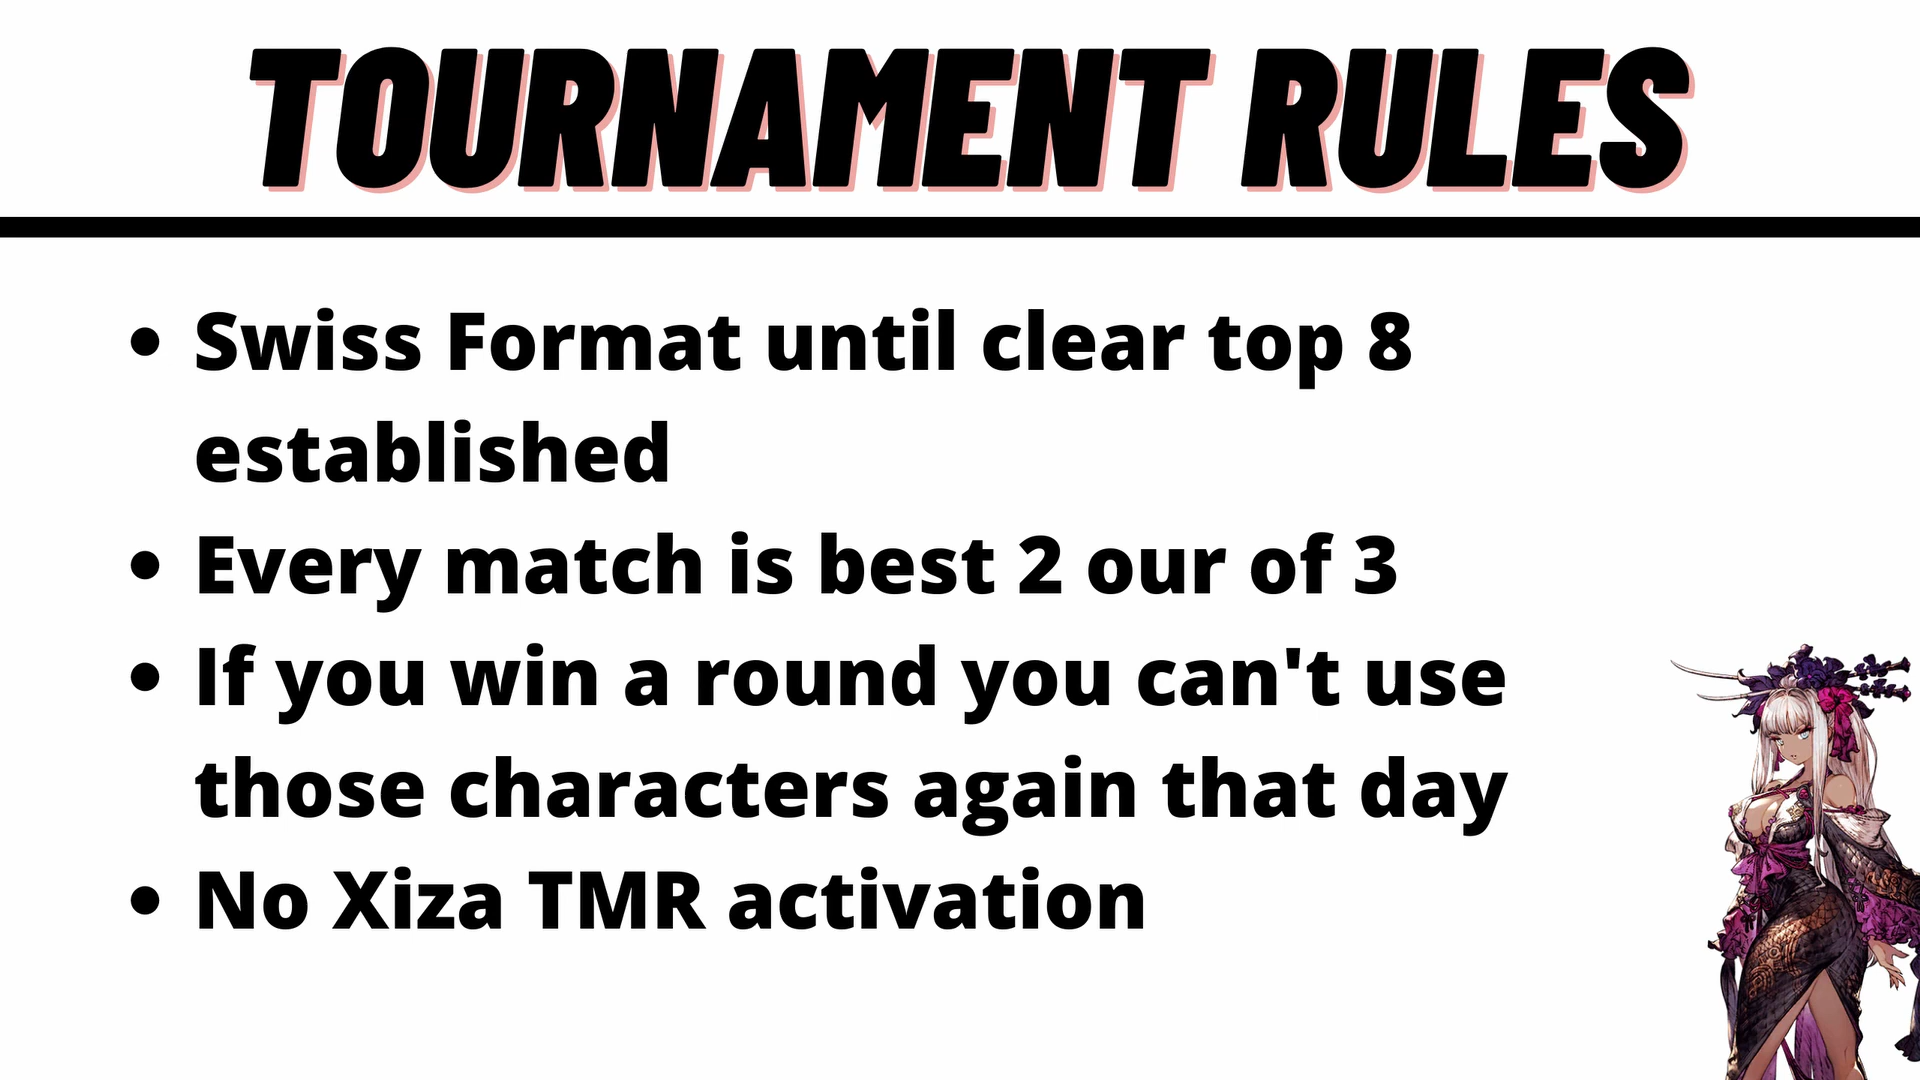 TOURNAMENT RULES
• Swiss Format until clear top 8
established
• Every match is best 2 our of 3
• If you win a round you can't use
those characters again that day
• No Xiza TMR activation